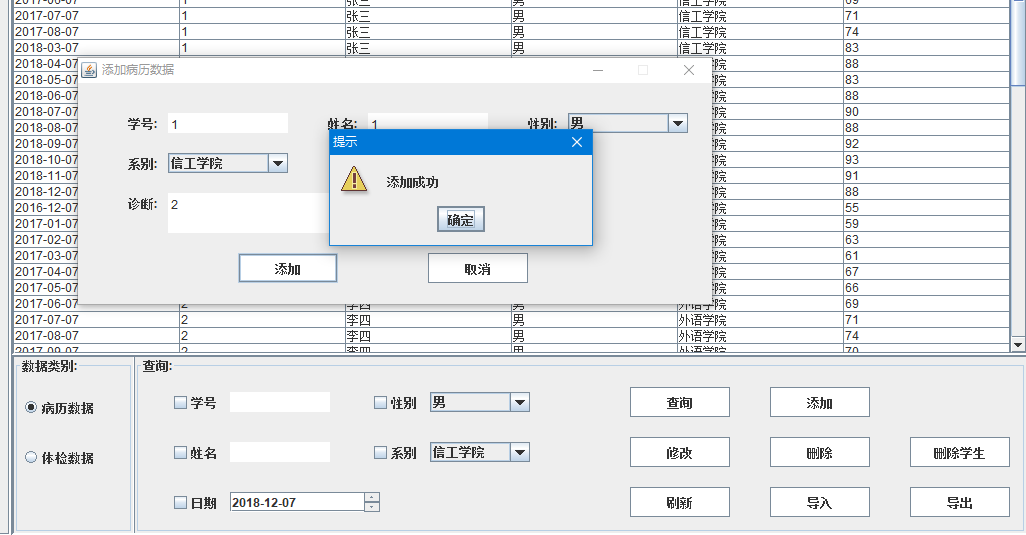 2017-06-07 1 张三 男 信工学院 69
2017-07-07 1 张三 男 信工学院 71
2017-08-07 1 张三 男 信工学院 74
2018-03-07 1 张三 男 信工学院 83
2018-04-07 学院 88
2018-05-07 学院 83
2018-06-07 学院 88
2018-07-07 学院 90
2018-08-07 学院 88
2018-09-07 学院 92
2018-10-07 学院 93
2018-11-07 学院 91
2018-12-07 学院 88
2016-12-07 学院 55
2017-01-07 学院 59
2017-02-07 学院 63
2017-03-07 学院 61
2017-04-07 学院 67
2017-05-07 学院 66
2017-06-07 2 李四 男 外语学院 69
2017-07-07 2 李四 男 外语学院 71
2017-08-07 2 李四 男 外语学院 74
2017-09-07 2 李四 男 外语学院 70
添加病历数据
学号: 1 姓名: 1 性别: 男
系别: 信工学院
诊断: 2
添加 取消
提示
添加成功
确定
数据类别:
病历数据
体检数据
查询:
学号 性别 男 查询 添加
姓名 系别 信工学院 修改 删除 删除学生
日期 2018-12-07 刷新 导入 导出